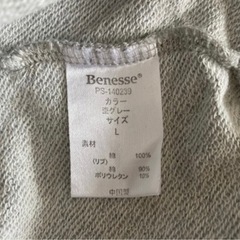 Benesse®
PS-140239
カラー
杢グレー
サイズ
L
素材
綿 100%
(リブ) 綿 90%
ポリウレタン 10%
中国製